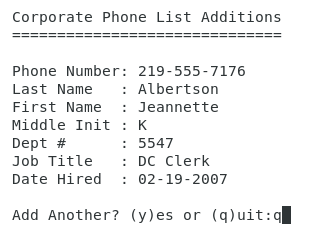 Corporate Phone List Additions
==============================
Phone Number: 219-555-7176
Last Name   : Albertson
First Name  : Jeannette
Middle Init : K
Dept #      : 5547
Job Title   : DC Clerk
Date Hired  : 02-19-2007
Add Another? (y)es or (q)uit:q